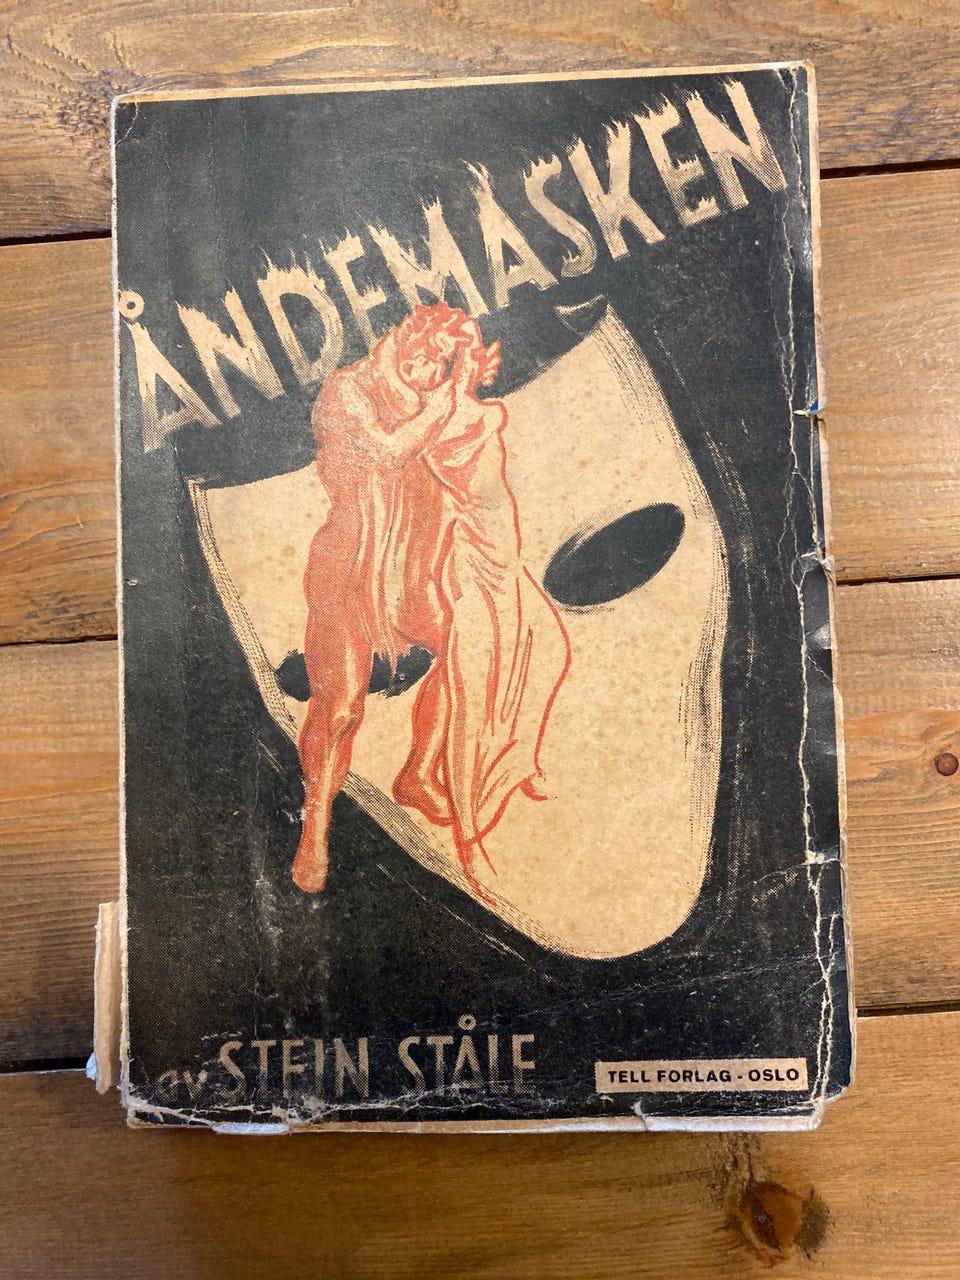 ÅNDEMASKEN
av STEIN STÅLE
TELL FORLAG - OSLO